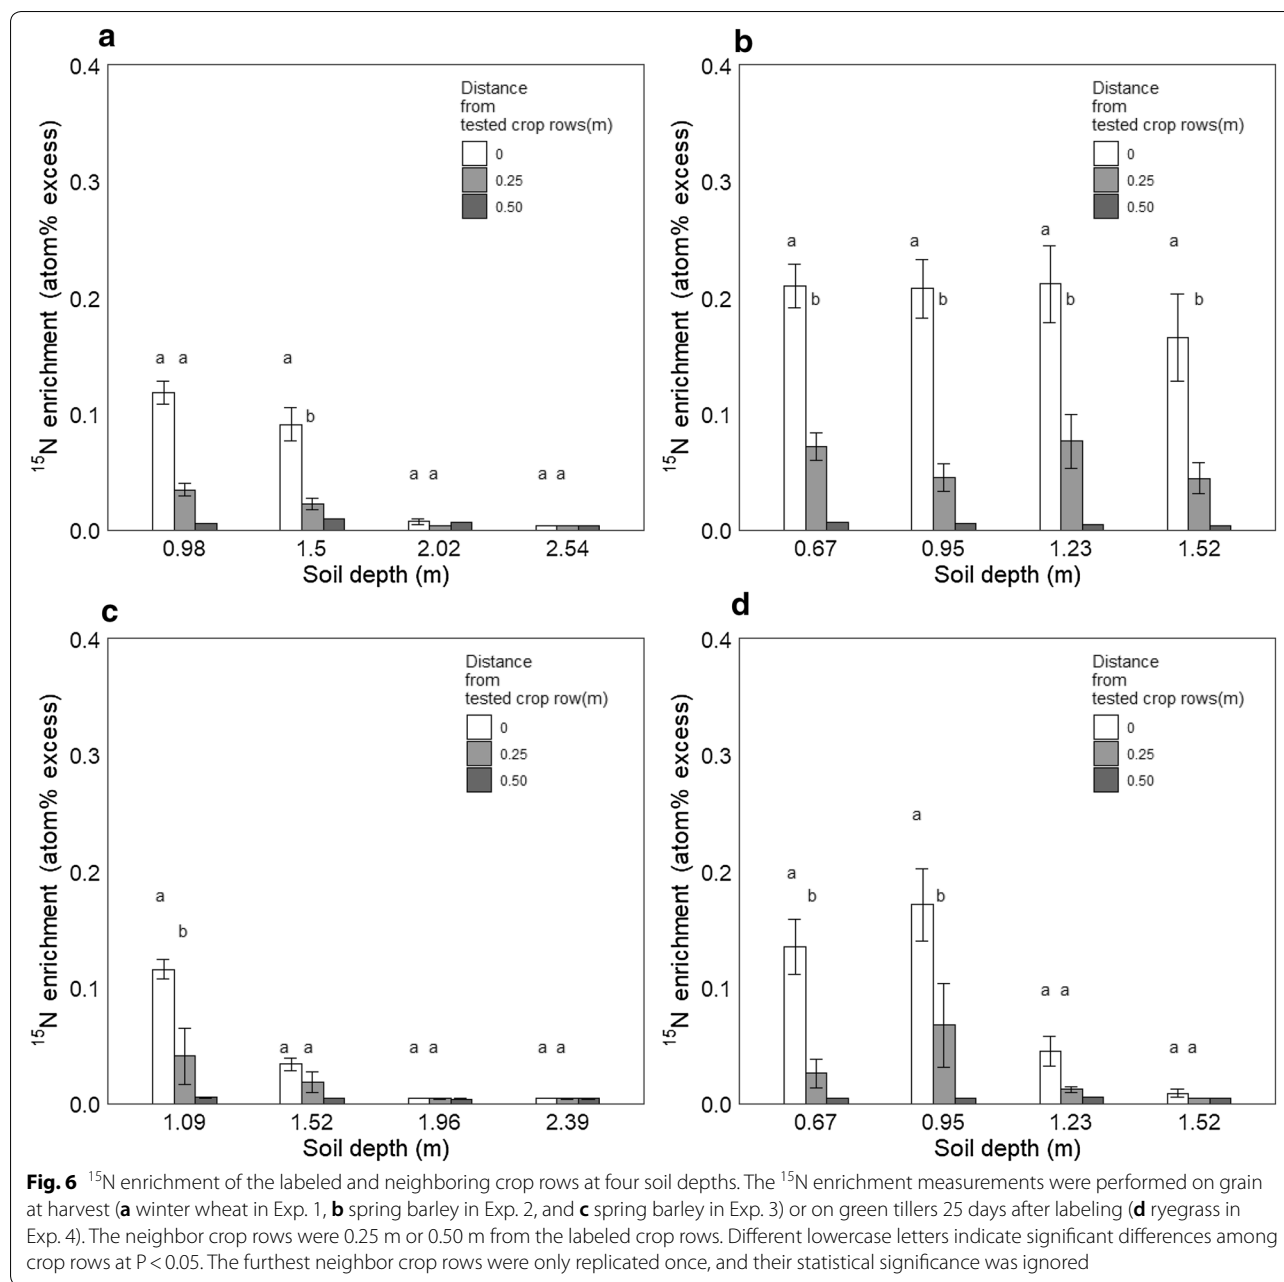 a
0.4
0.3
0.2
0.1
0.0
¹⁵N enrichment (atom% excess)
Distance
from
tested crop rows(m)
0
0.25
0.50
a a
a
b
a a
a a
0.98 1.5 2.02 2.54
Soil depth (m)
b
0.4
0.3
0.2
0.1
0.0
¹⁵N enrichment (atom% excess)
Distance
from
tested crop rows(m)
0
0.25
0.50
a
b
a
b
a
b
a
b
0.67 0.95 1.23 1.52
Soil depth (m)
c
0.4
0.3
0.2
0.1
0.0
¹⁵N enrichment (atom% excess)
Distance
from
tested crop row(m)
0
0.25
0.50
a
b
a a
a a
a a
1.09 1.52 1.96 2.39
Soil depth (m)
d
0.4
0.3
0.2
0.1
0.0
¹⁵N enrichment (atom% excess)
Distance
from
tested crop rows(m)
0
0.25
0.50
a
b
a
b
a a
a a
0.67 0.95 1.23 1.52
Soil depth (m)
Fig. 6 ¹⁵N enrichment of the labeled and neighboring crop rows at four soil depths. The ¹⁵N enrichment measurements were performed on grain
at harvest (a winter wheat in Exp. 1, b spring barley in Exp. 2, and c spring barley in Exp. 3) or on green tillers 25 days after labeling (d ryegrass in
Exp. 4). The neighbor crop rows were 0.25 m or 0.50 m from the labeled crop rows. Different lowercase letters indicate significant differences among
crop rows at P < 0.05. The furthest neighbor crop rows were only replicated once, and their statistical significance was ignored